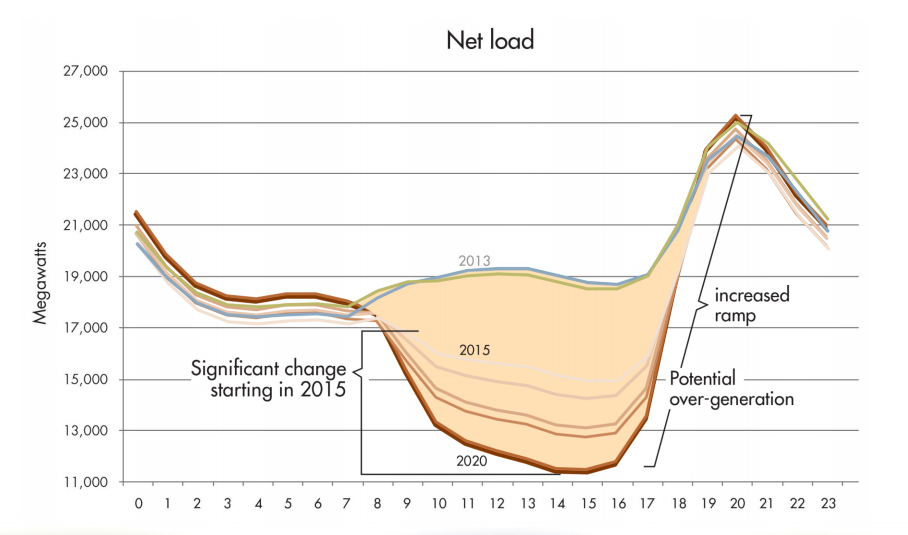 Net load
27,000
25,000
23,000
21,000
19,000
17,000
15,000
13,000
11,000
Megawatts
2013
2015
2020
Significant change
starting in 2015
increased
ramp
Potential
over-generation
0 1 2 3 4 5 6 7 8 9 10 11 12 13 14 15 16 17 18 19 20 21 22 23